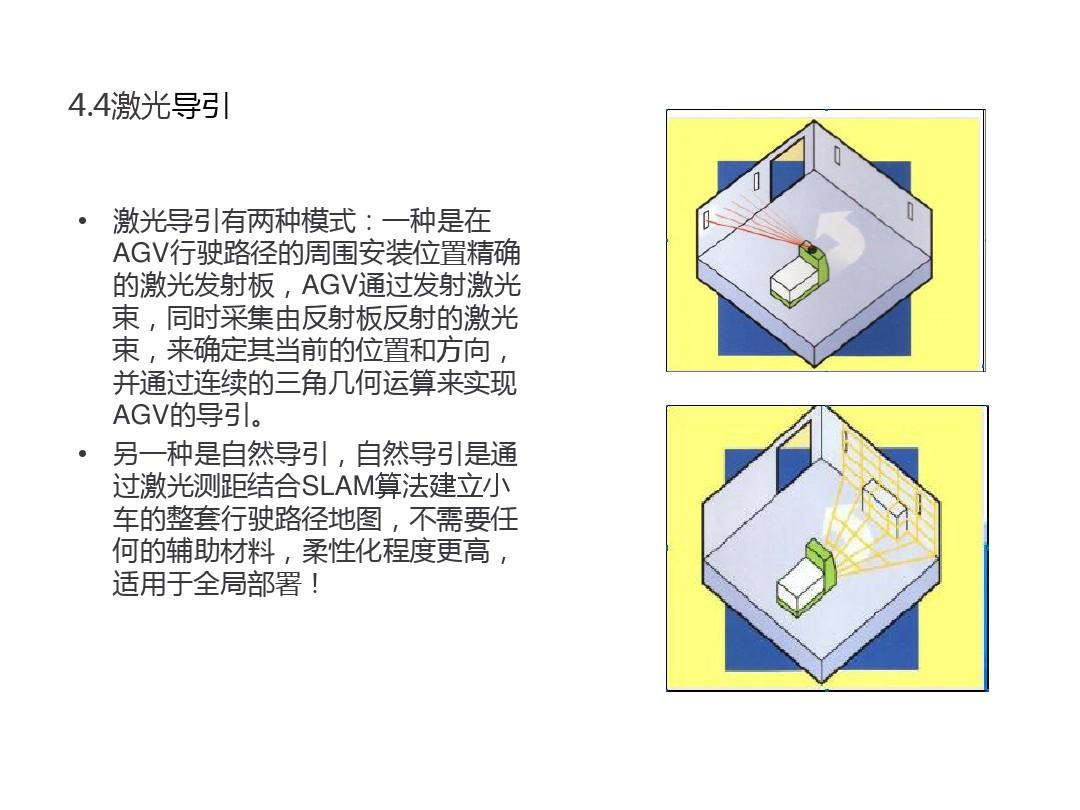 4.4激光导引
• 激光导引有两种模式：一种是在
AGV行驶路径的周围安装位置精确
的激光发射板，AGV通过发射激光
束，同时采集由反射板反射的激光
束，来确定其当前的位置和方向，
并通过连续的三角几何运算来实现
AGV的导引。
• 另一种是自然导引，自然导引是通
过激光测距结合SLAM算法建立小
车的整套行驶路径地图，不需要任
何的辅助材料，柔性化程度更高，
适用于全局部署！